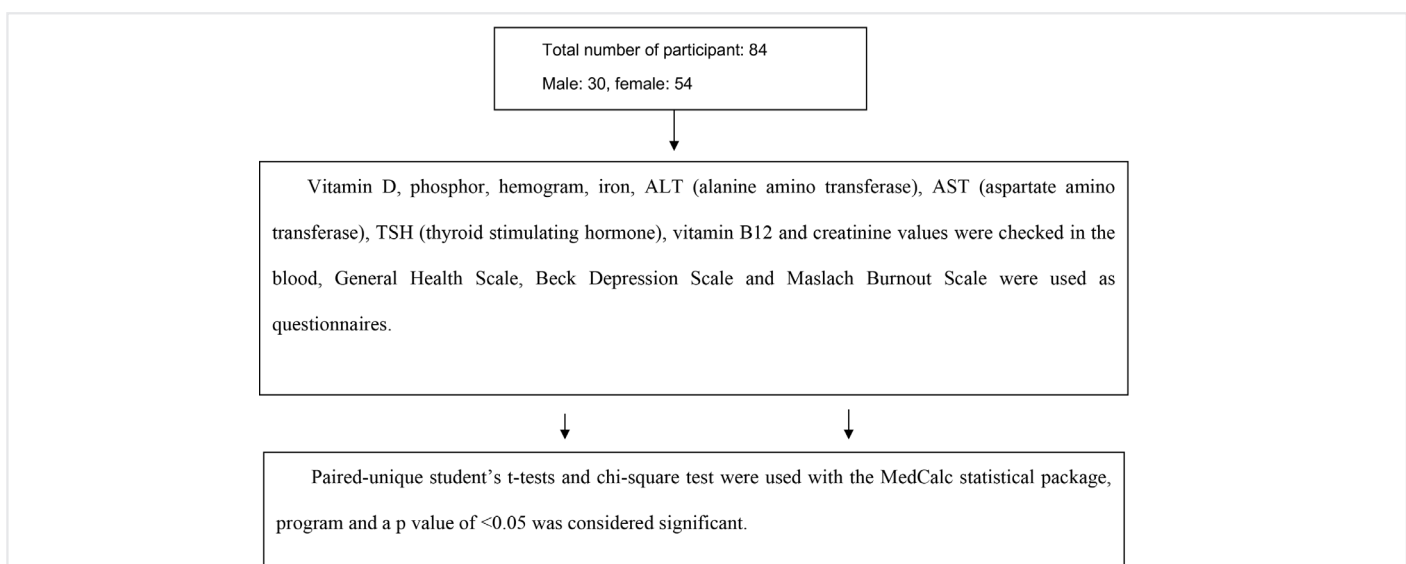 Total number of participant: 84
Male: 30, female: 54
Vitamin D, phosphor, hemogram, iron, ALT (alanine amino transferase), AST (aspartate amino
transferase), TSH (thyroid stimulating hormone), vitamin B12 and creatinine values were checked in the
blood, General Health Scale, Beck Depression Scale and Maslach Burnout Scale were used as
questionnaires.
Paired-unique student’s t-tests and chi-square test were used with the MedCalc statistical package,
program and a p value of <0.05 was considered significant.